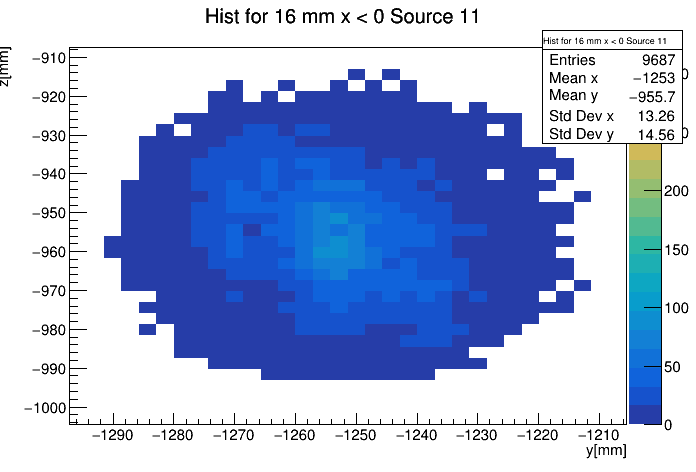 Hist for 16 mm x < 0 Source 11
Hist for 16 mm x < 0 Source 11
Entries 9687
Mean x −1253
Mean y −955.7
Std Dev x 13.26
Std Dev y 14.56
z[mm]
−910
−920
−930
−940
−950
−960
−970
−980
−990
−1000
−1290 −1280 −1270 −1260 −1250 −1240 −1230 −1220 −1210
y[mm]
200
150
100
50
0